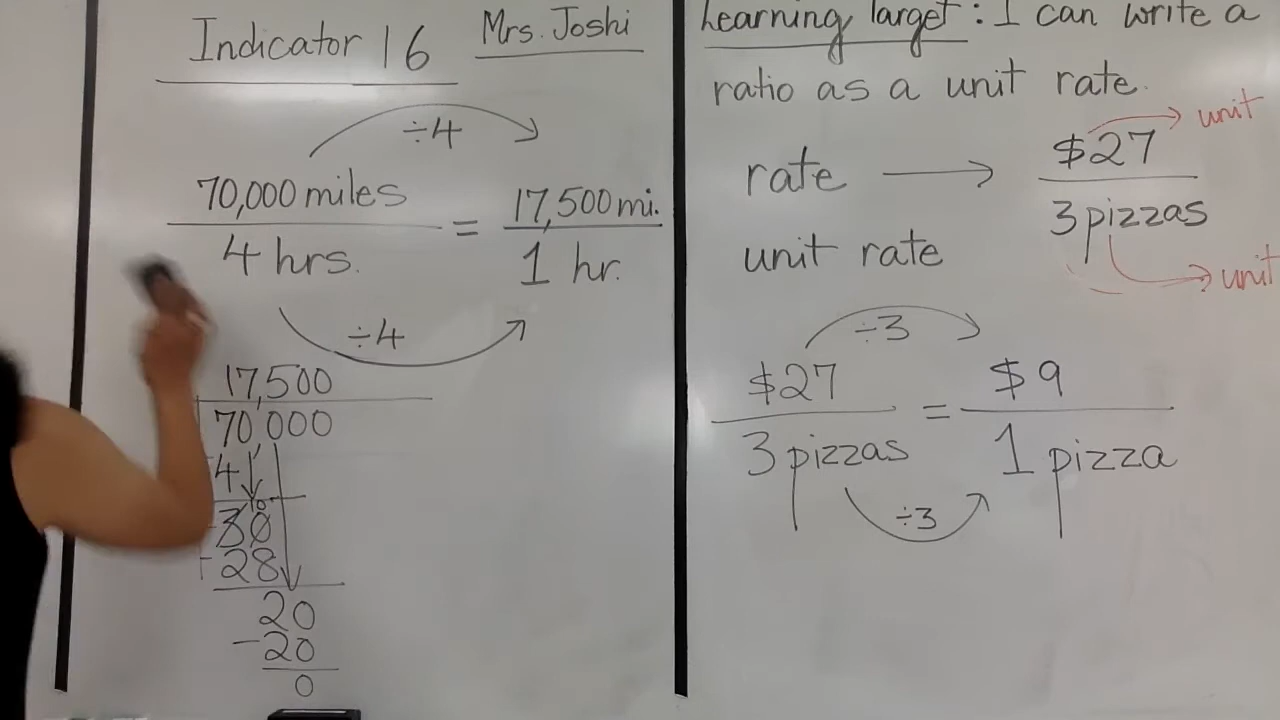 Indicator 16
Mrs. Joshi
÷4
70,000 miles
4 hrs.
=
17,500 mi.
1 hr.
÷4
17,500
70,000
4
10
30
- 28
20
- 20
0
Learning Target : I can write a
ratio as a unit rate.
rate → $27
3 pizzas
unit
unit
unit rate
÷3
$27
3 pizzas
=
$9
1 pizza
÷3